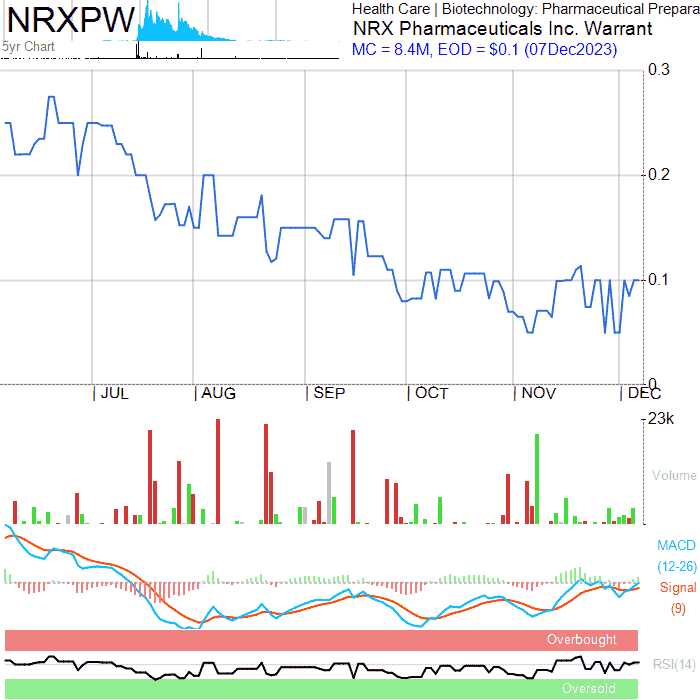 NRXPW
Health Care | Biotechnology: Pharmaceutical Prepara
NRX Pharmaceuticals Inc. Warrant
MC = 8.4M, EOD = $0.1 (07Dec2023)
5yr Chart
0.3
0.2
0.1
0
| JUL | AUG | SEP | OCT | NOV | DEC
23k
Volume
MACD
(12-26)
Signal
(9)
Overbought
RSI(14)
Oversold